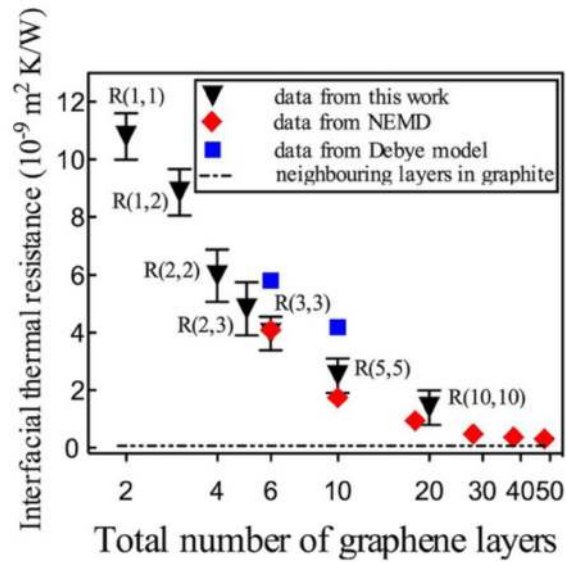 Interfacial thermal resistance (10⁻⁹ m² K/W)
12
10
8
6
4
2
0
R(1,1)
R(1,2)
R(2,2)
R(2,3)
R(3,3)
R(5,5)
R(10,10)
data from this work
data from NEMD
data from Debye model
neighbouring layers in graphite
2 4 6 10 20 30 40 50
Total number of graphene layers